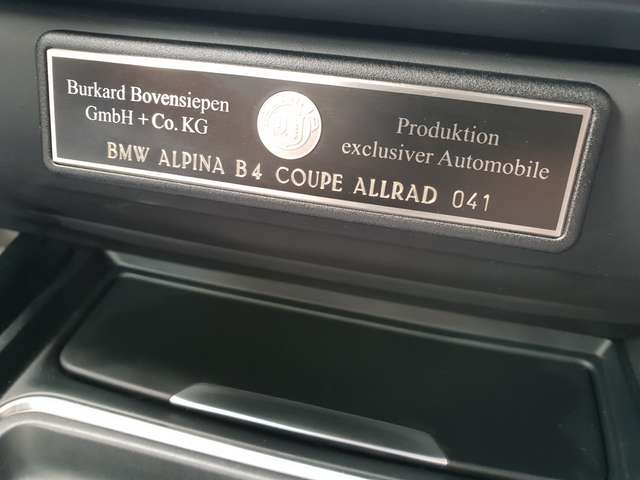 Burkard Bovensiepen
GmbH + Co. KG
Produktion
exclusiver Automobile
BMW ALPINA B4 COUPE ALLRAD 041